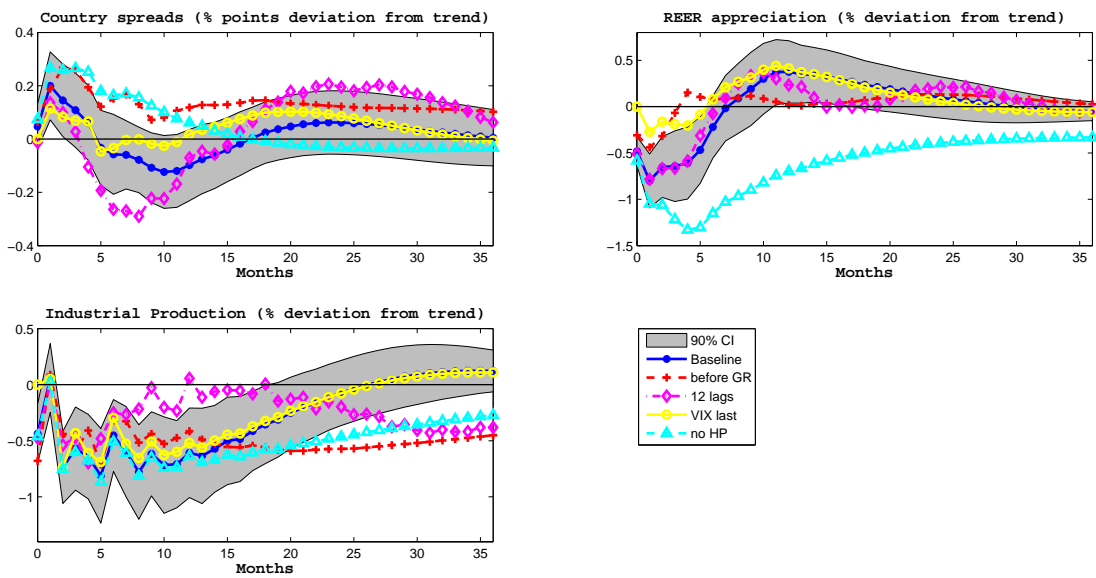 Country spreads (% points deviation from trend)
0.4
0.2
0
−0.2
−0.4
0 5 10 15 20 25 30 35
Months
REER appreciation (% deviation from trend)
0.5
0
−0.5
−1
−1.5
0 5 10 15 20 25 30 35
Months
Industrial Production (% deviation from trend)
0.5
0
−0.5
−1
0 5 10 15 20 25 30 35
Months
90% CI
Baseline
before GR
12 lags
VIX last
no HP